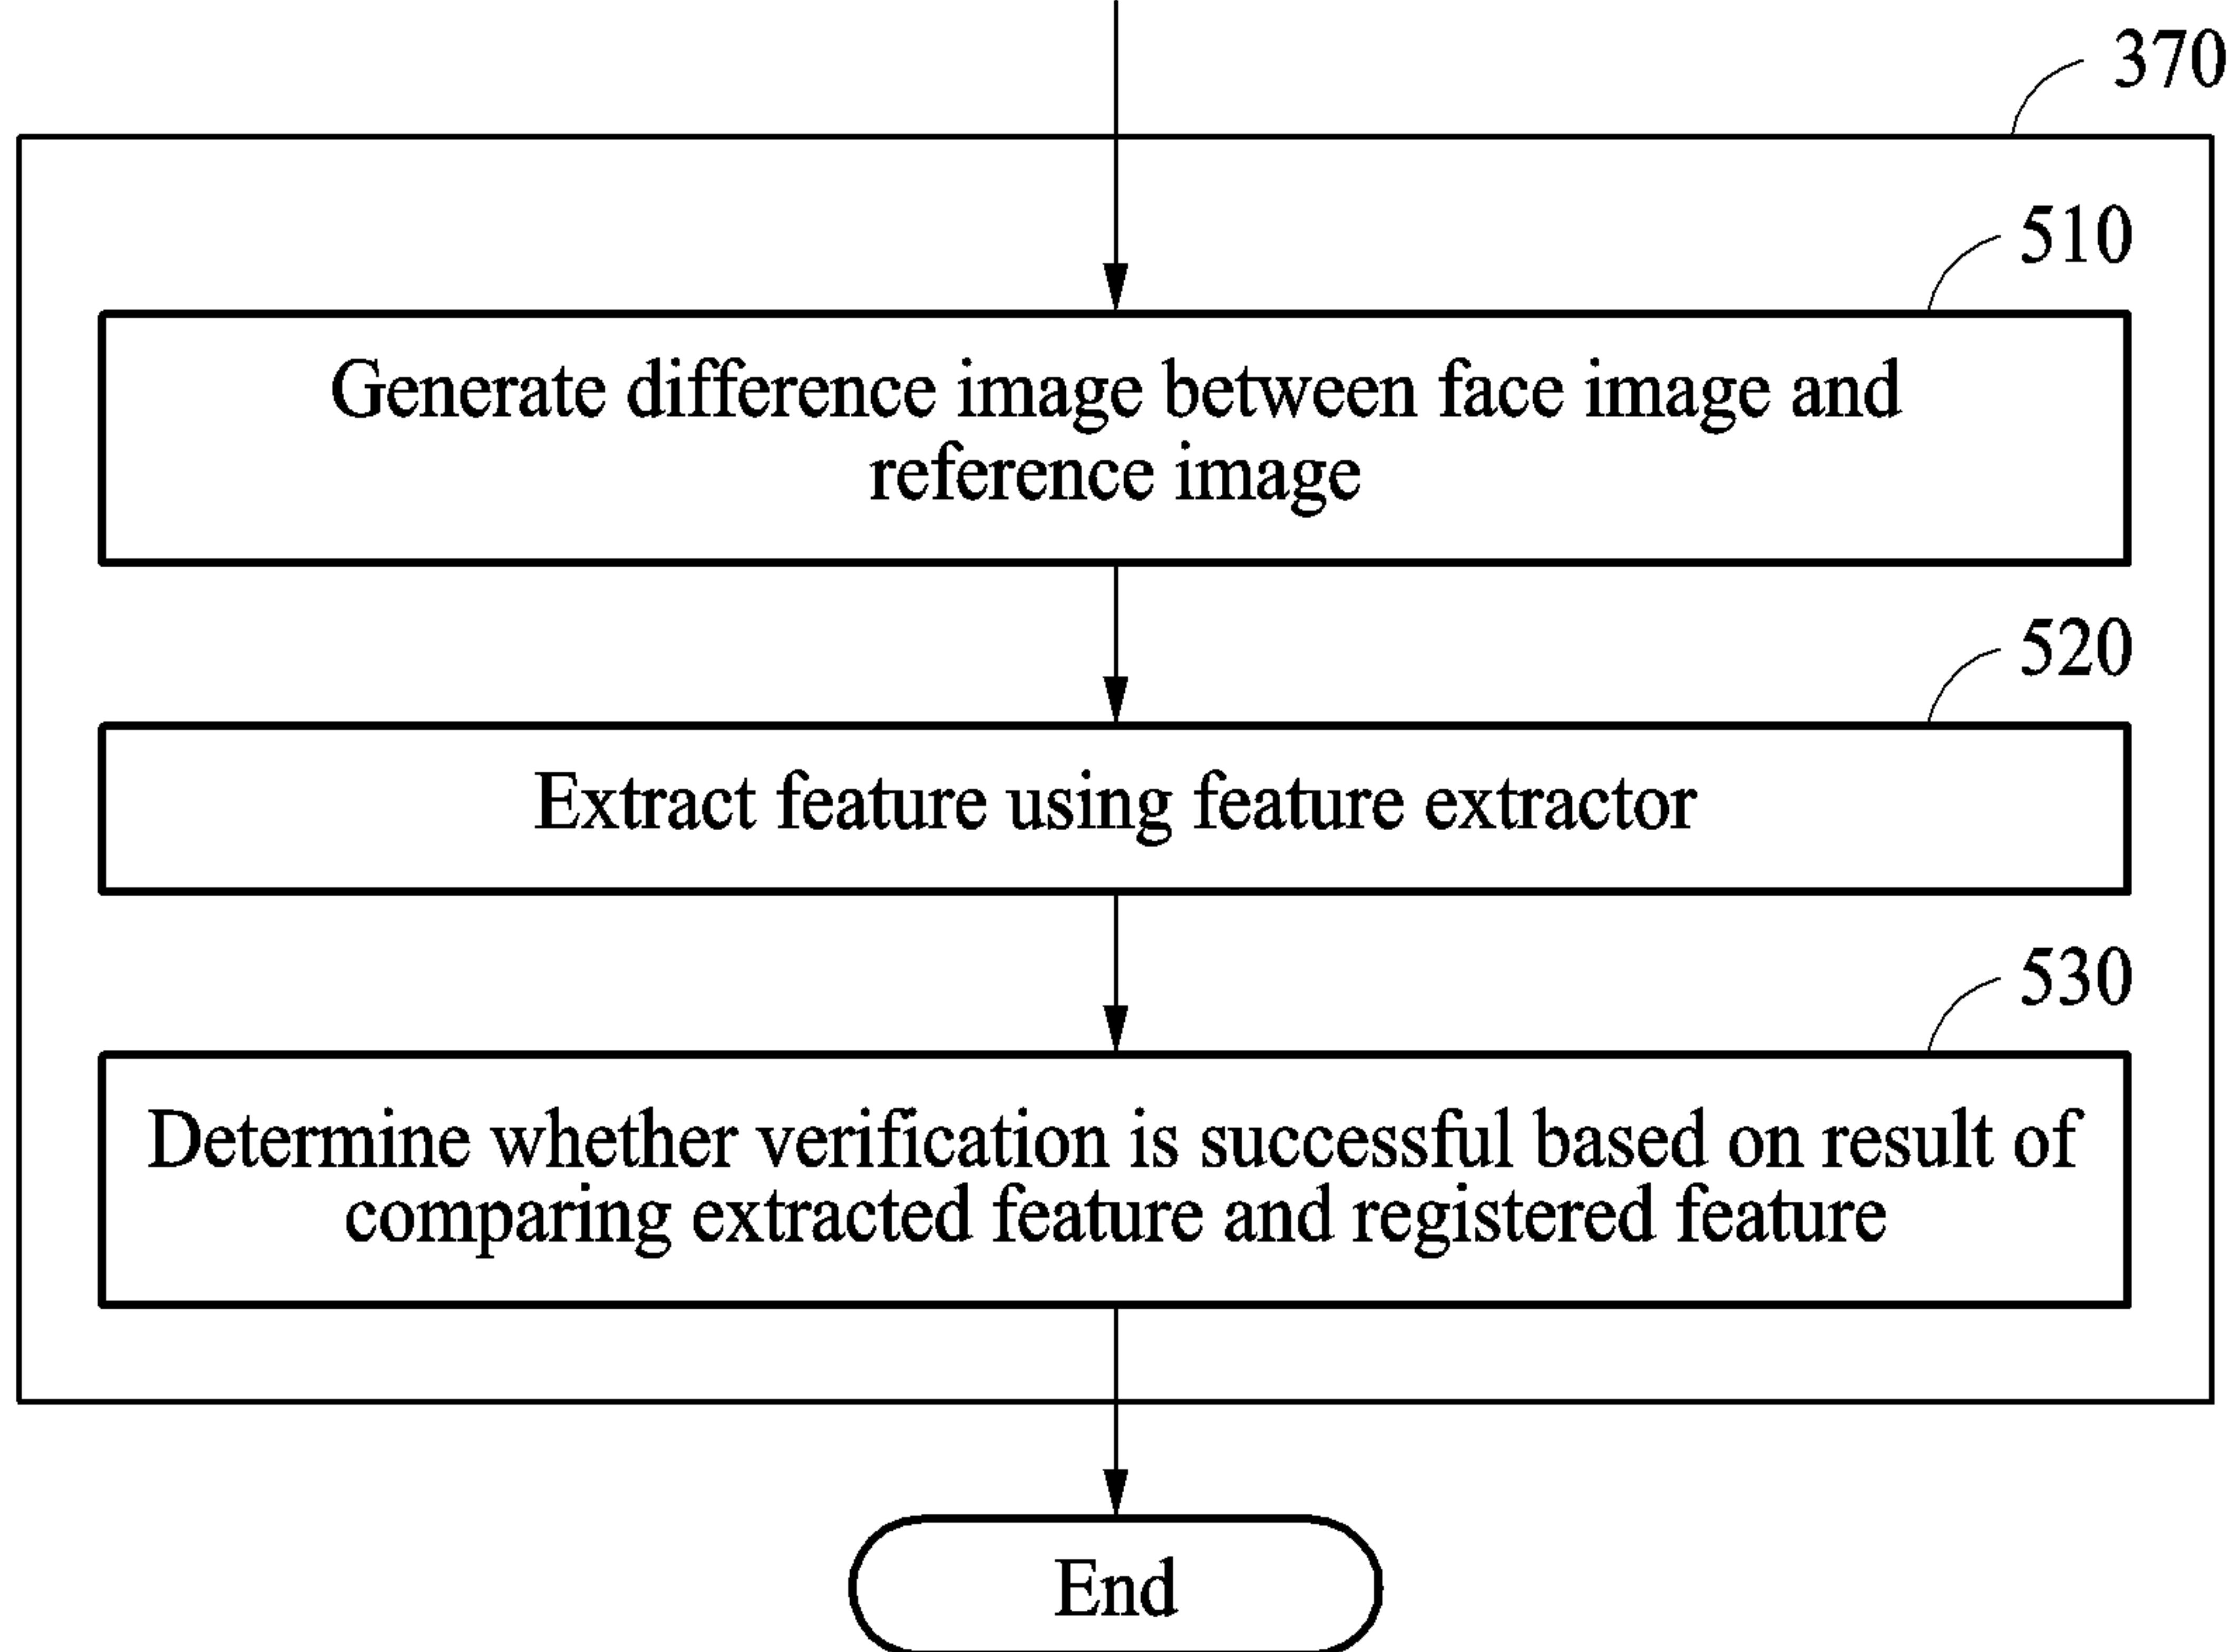 370
510
Generate difference image between face image and
reference image
520
Extract feature using feature extractor
530
Determine whether verification is successful based on result of
comparing extracted feature and registered feature
End